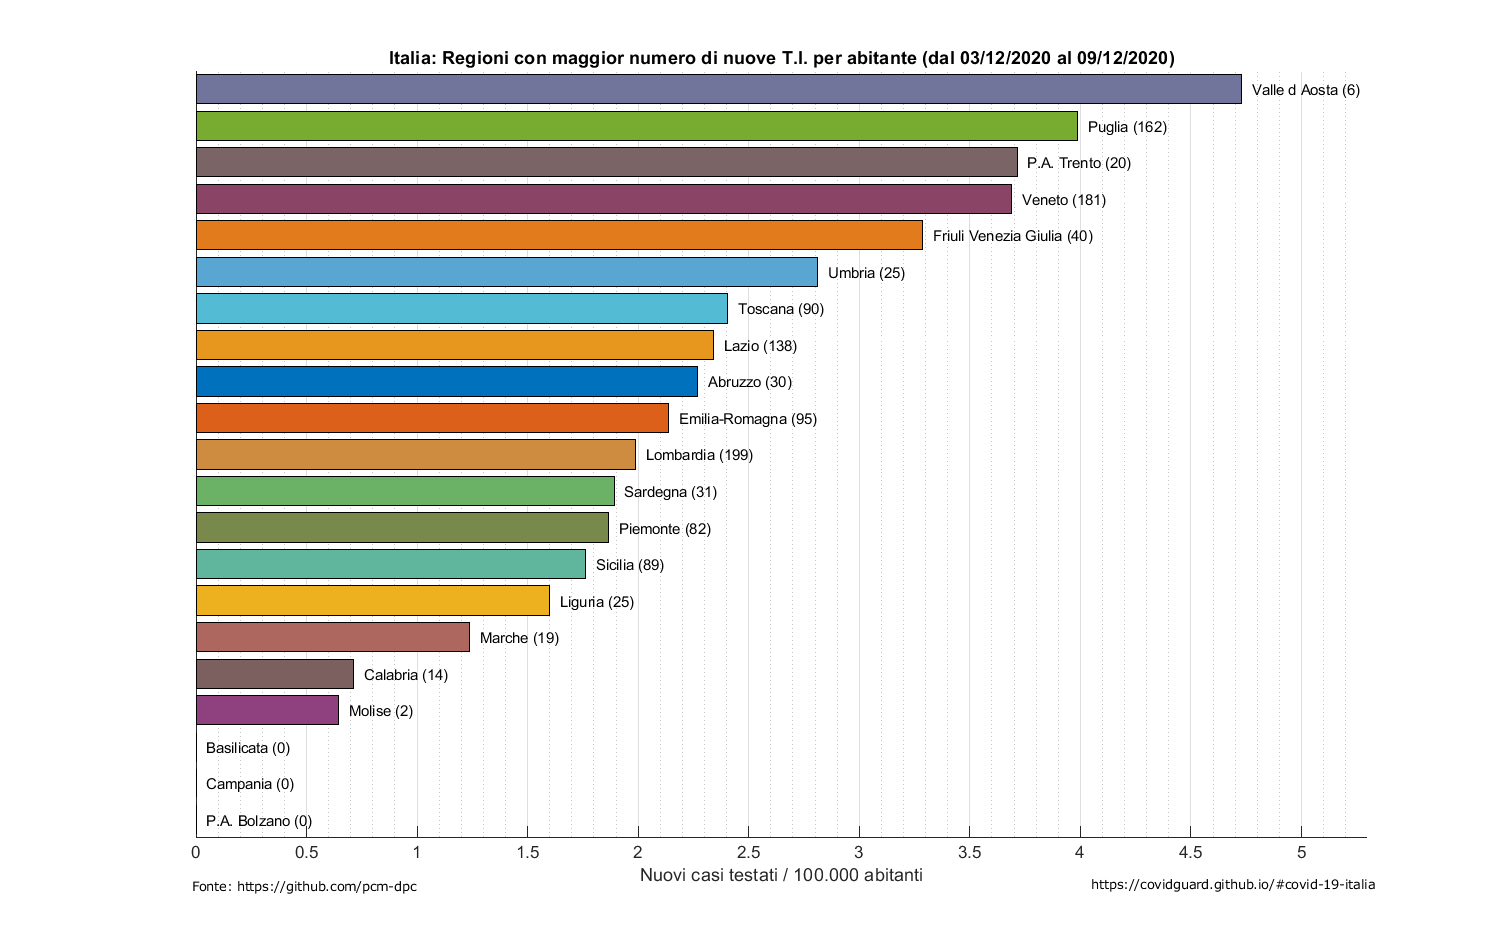 Italia: Regioni con maggior numero di nuove T.I. per abitante (dal 03/12/2020 al 09/12/2020)
Valle d Aosta (6)
Puglia (162)
P.A. Trento (20)
Veneto (181)
Friuli Venezia Giulia (40)
Umbria (25)
Toscana (90)
Lazio (138)
Abruzzo (30)
Emilia-Romagna (95)
Lombardia (199)
Sardegna (31)
Piemonte (82)
Sicilia (89)
Liguria (25)
Marche (19)
Calabria (14)
Molise (2)
Basilicata (0)
Campania (0)
P.A. Bolzano (0)
0 0.5 1 1.5 2 2.5 3 3.5 4 4.5 5
Nuovi casi testati / 100.000 abitanti
Fonte: https://github.com/pcm-dpc
https://covidguard.github.io/#covid-19-italia